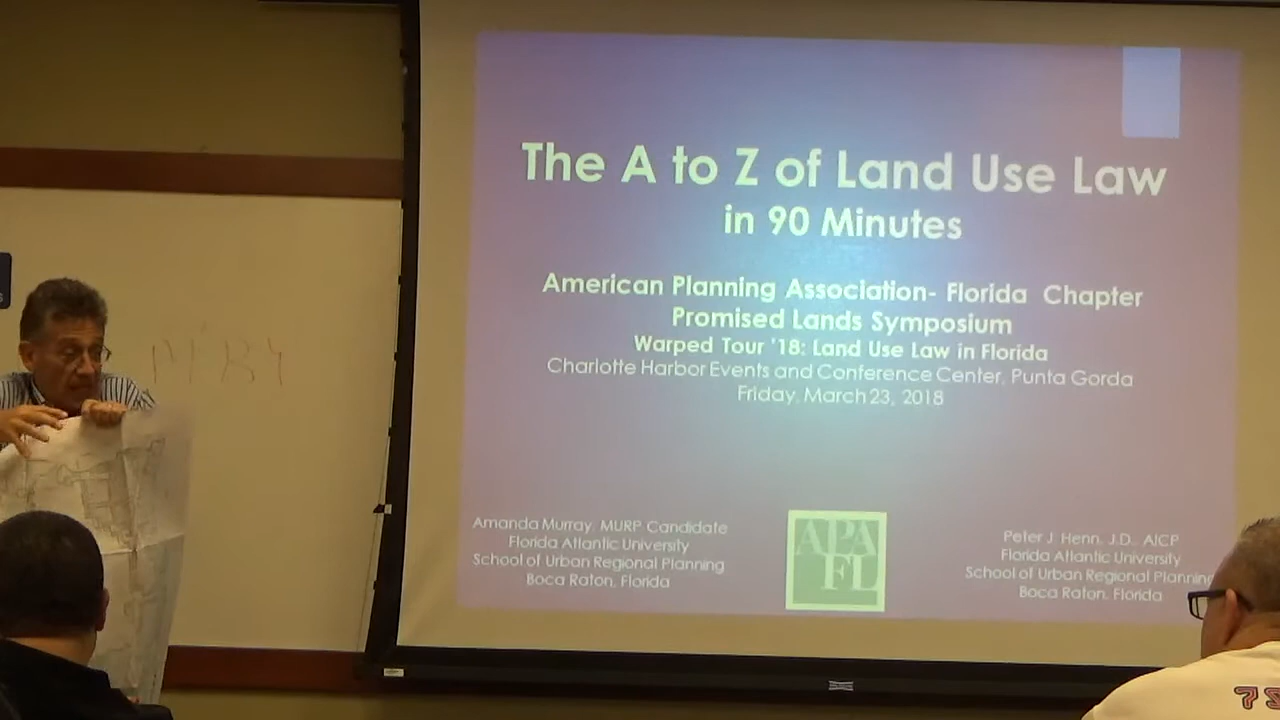 The A to Z of Land Use Law
in 90 Minutes
American Planning Association- Florida Chapter
Promised Lands Symposium
Warped Tour '18: Land Use Law in Florida
Charlotte Harbor Events and Conference Center, Punta Gorda
Friday, March 23, 2018
Amanda Murray, MURP Candidate
Florida Atlantic University
School of Urban Regional Planning
Boca Raton, Florida
APA
FL
Peter J. Henn, J.D., AICP
Florida Atlantic University
School of Urban Regional Planning
Boca Raton, Florida